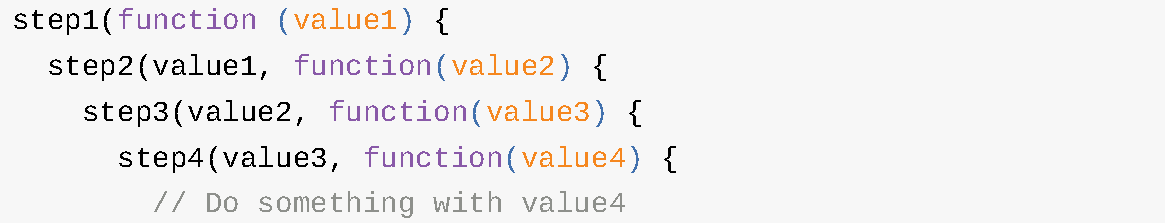 step1(function (value1) {
  step2(value1, function(value2) {
    step3(value2, function(value3) {
      step4(value3, function(value4) {
        // Do something with value4